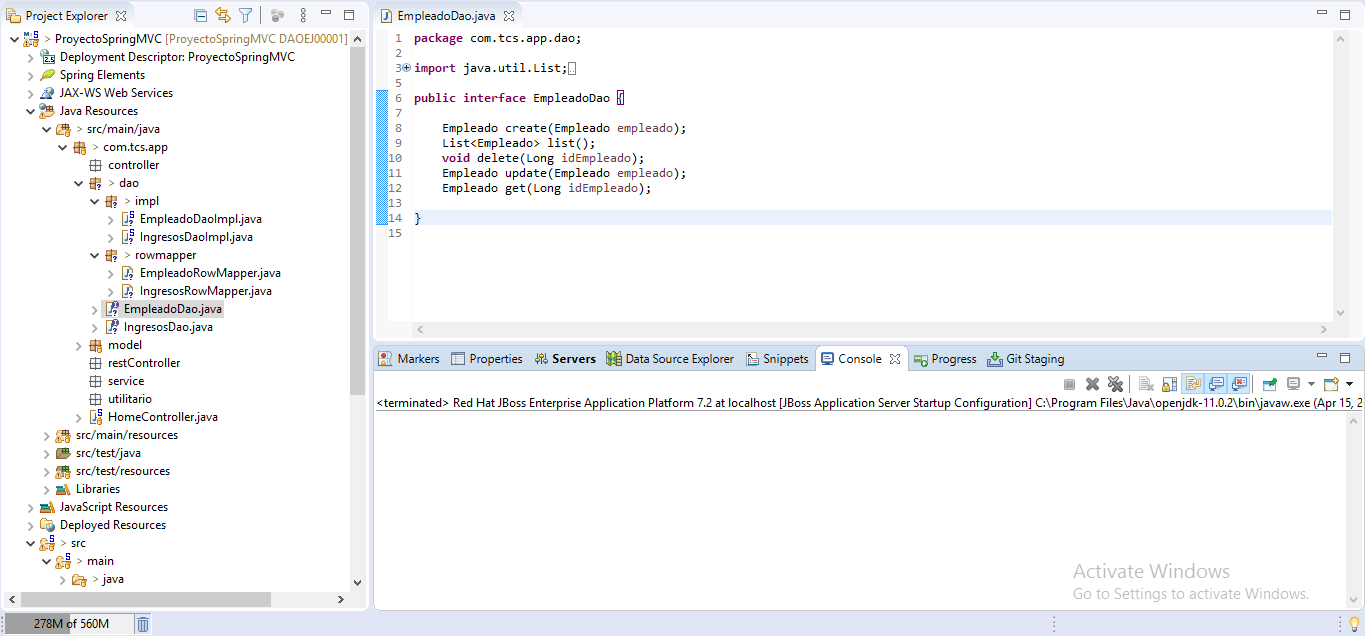 Project Explorer
> ProyectoSpringMVC [ProyectoSpringMVC DAOEJ00001]
Deployment Descriptor: ProyectoSpringMVC
Spring Elements
JAX-WS Web Services
Java Resources
> src/main/java
> com.tcs.app
controller
> dao
> impl
EmpleadoDaoImpl.java
IngresosDaoImpl.java
> rowmapper
EmpleadoRowMapper.java
IngresosRowMapper.java
EmpleadoDao.java
IngresosDao.java
model
restController
service
utilitario
HomeController.java
src/main/resources
src/test/java
src/test/resources
Libraries
JavaScript Resources
Deployed Resources
> src
> main
> java
278M of 560M
EmpleadoDao.java
1 package com.tcs.app.dao;
2
3 import java.util.List;
5
6 public interface EmpleadoDao {
7
8 Empleado create(Empleado empleado);
9 List<Empleado> list();
10 void delete(Long idEmpleado);
11 Empleado update(Empleado empleado);
12 Empleado get(Long idEmpleado);
13
14 }
15
Markers Properties Servers Data Source Explorer Snippets Console Progress Git Staging
<terminated> Red Hat JBoss Enterprise Application Platform 7.2 at localhost [JBoss Application Server Startup Configuration] C:\Program Files\Java\openjdk-11.0.2\bin\javaw.exe (Apr 15, 2
Activate Windows
Go to Settings to activate Windows.